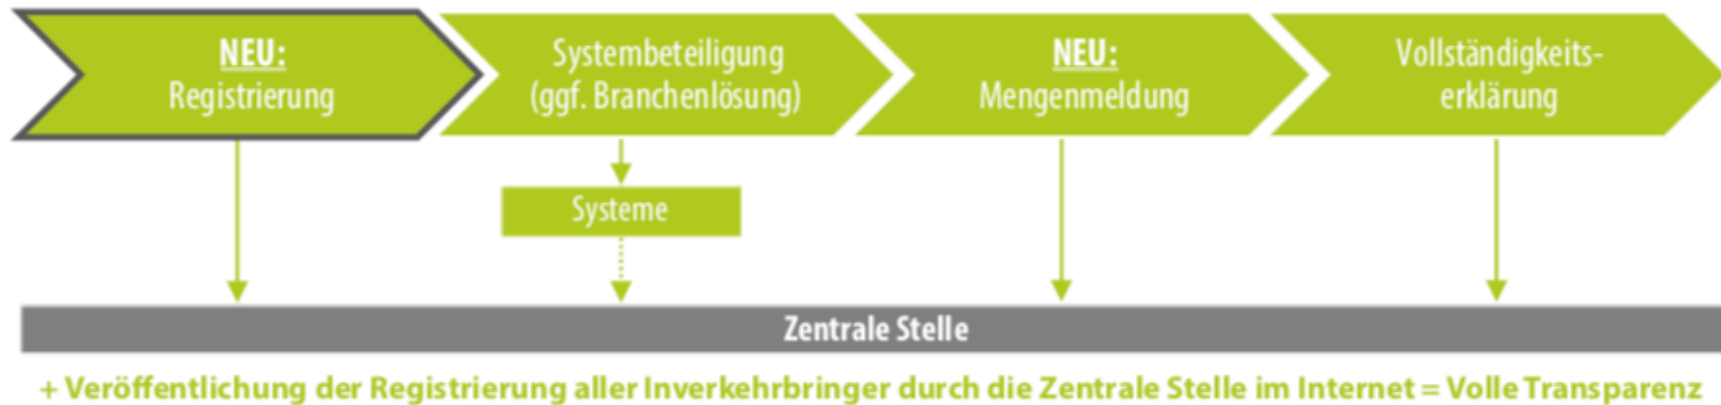 NEU:
Registrierung
Systembeteiligung
(ggf. Branchenlösung)
NEU:
Mengenmeldung
Vollständigkeits-
erklärung
Systeme
Zentrale Stelle
+ Veröffentlichung der Registrierung aller Inverkehrbringer durch die Zentrale Stelle im Internet = Volle Transparenz